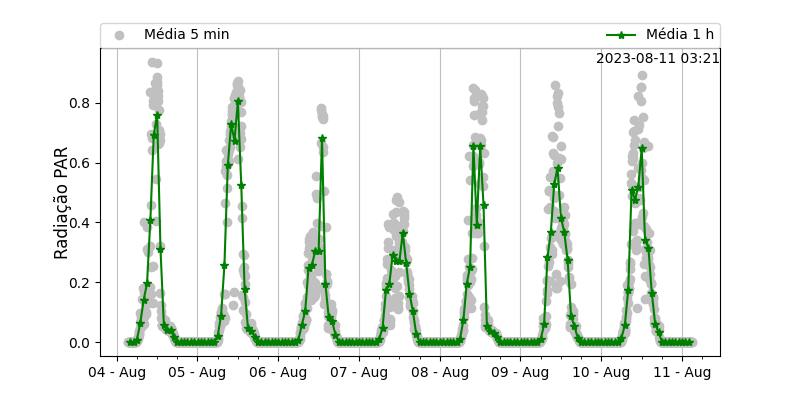 Média 5 min
Média 1 h
2023-08-11 03:21
Radiação PAR
0.8
0.6
0.4
0.2
0.0
04 - Aug
05 - Aug
06 - Aug
07 - Aug
08 - Aug
09 - Aug
10 - Aug
11 - Aug